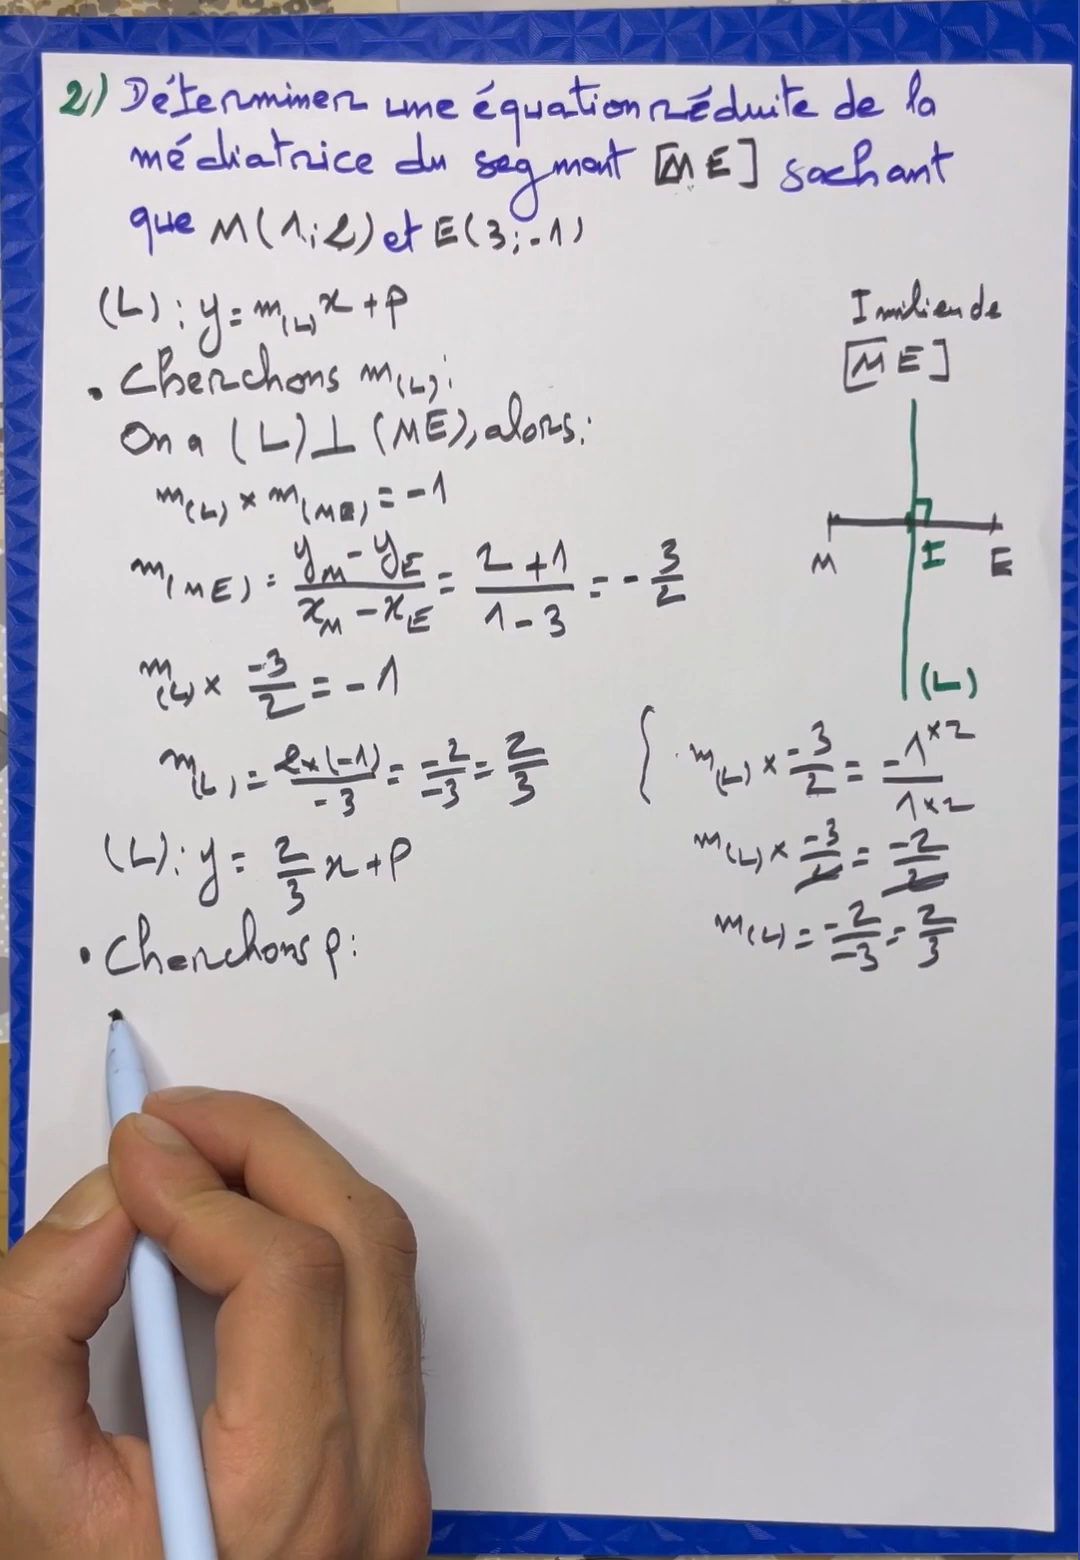 2) Déterminer une équation réduite de la
médiatrice du segment [ME] sachant
que M(1;2) et E(3;-1)
(L): y = m(L) x + p
• Cherchons m(L):
On a (L) ⊥ (ME), alors:
m(L) × m(ME) = -1
m(ME) = (yM - yE)/(xM - xE) = (2+1)/(1-3) = -3/2
m(L) × -3/2 = -1
m(L) = (2×(-1))/-3 = -2/-3 = 2/3
(L): y = 2/3 x + p
• Cherchons p:
I milieu de
[ME]
M I E
(L)
{ m(L) × -3/2 = -1×2/1×2
m(L) × -3/2 = -2/2
m(L) = -2/-3 = 2/3